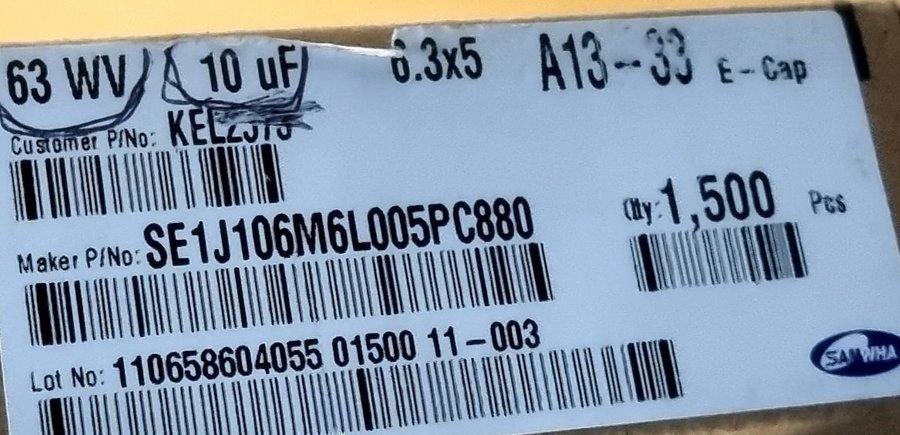 63 WV 10 uF 6.3x5 A13-33 E-Cap
Customer P/No:
Maker P/No: SE1J106M6L005PC880
Qty: 1,500 Pcs
Lot No: 110658604055 01500 11-003
SAMWHA